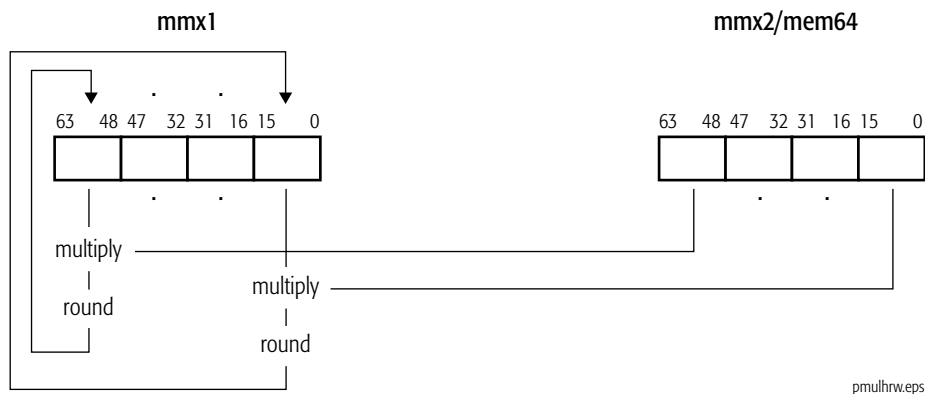 mmx1 mmx2/mem64
. .
63 48 47 32 31 16 15 0 63 48 47 32 31 16 15 0
. . . .
multiply
multiply
round
round
pmulhrw.eps